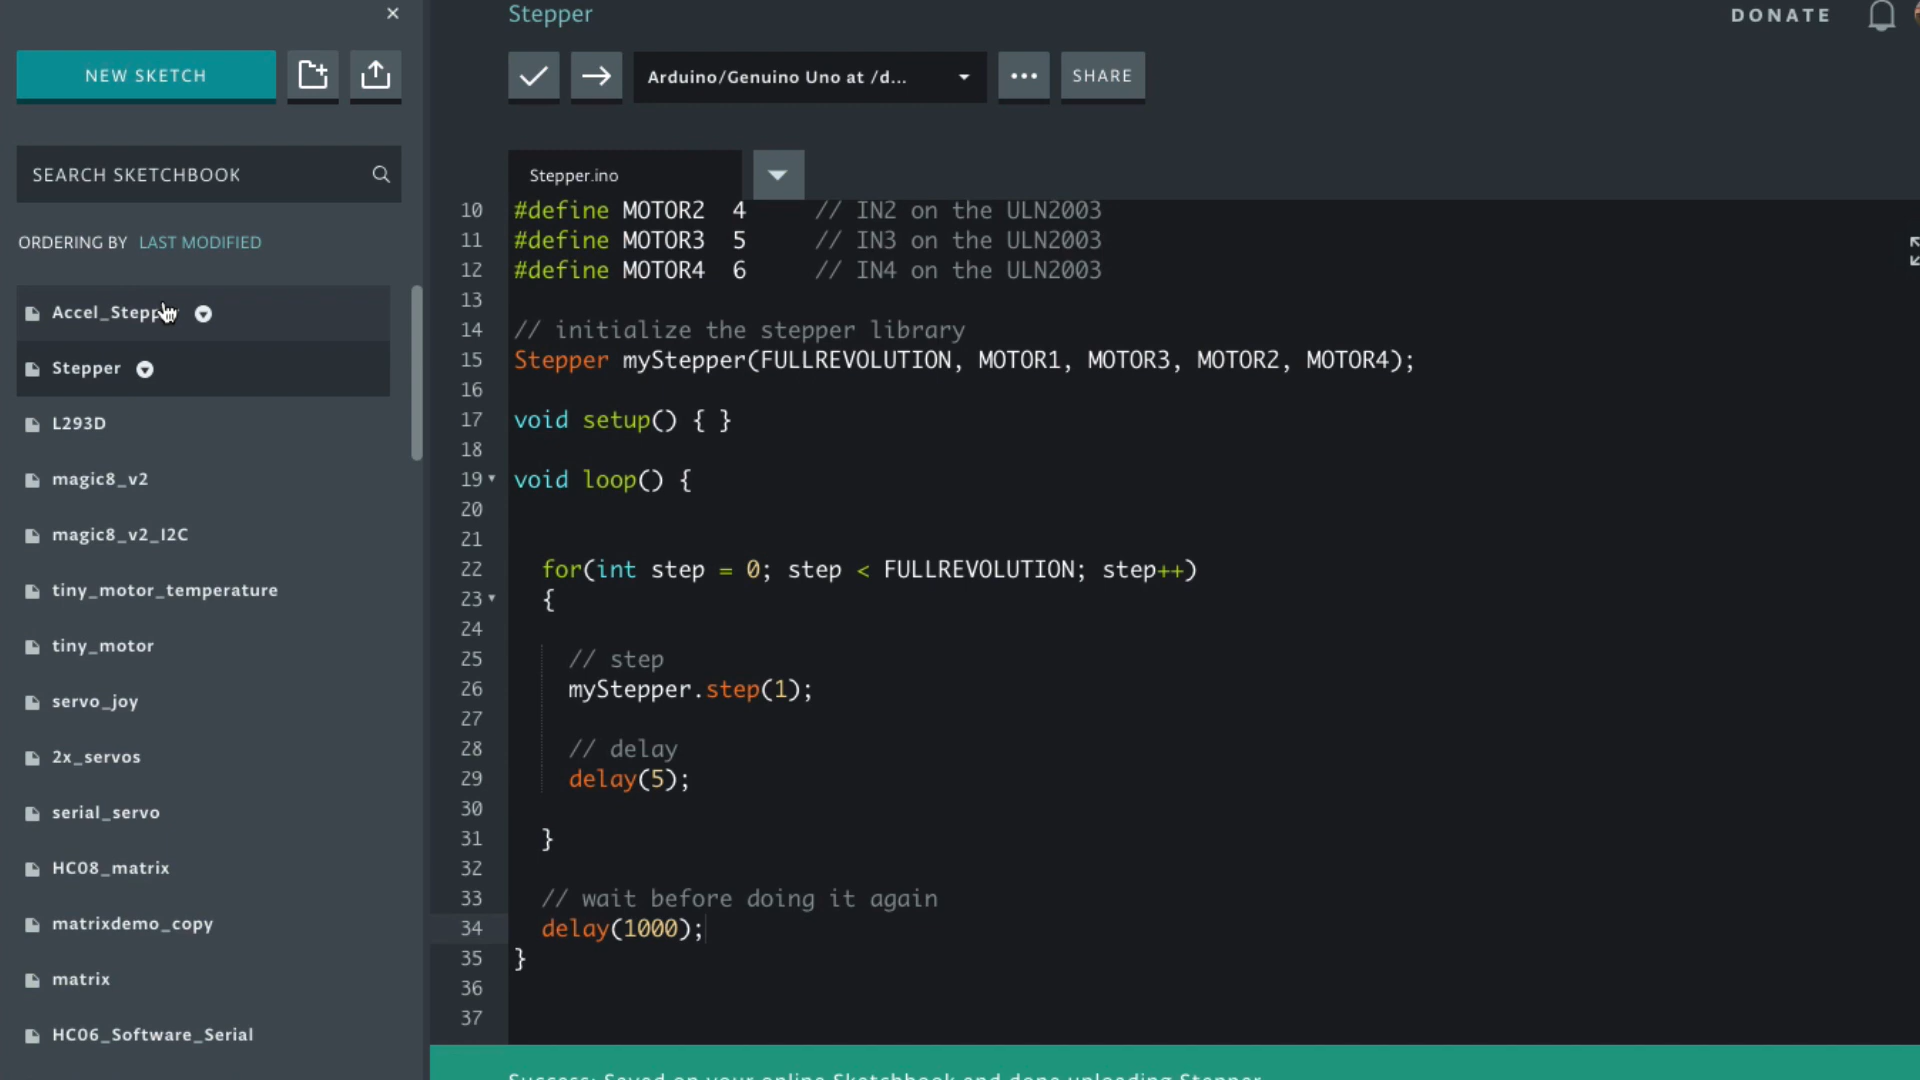 Stepper
DONATE
NEW SKETCH
Arduino/Genuino Uno at /d...
SHARE
SEARCH SKETCHBOOK
Stepper.ino
ORDERING BY LAST MODIFIED
Accel_Stepp
Stepper
L293D
magic8_v2
magic8_v2_I2C
tiny_motor_temperature
tiny_motor
servo_joy
2x_servos
serial_servo
HC08_matrix
matrixdemo_copy
matrix
HC06_Software_Serial
10 #define MOTOR2  4     // IN2 on the ULN2003
11 #define MOTOR3  5     // IN3 on the ULN2003
12 #define MOTOR4  6     // IN4 on the ULN2003
13
14 // initialize the stepper library
15 Stepper myStepper(FULLREVOLUTION, MOTOR1, MOTOR3, MOTOR2, MOTOR4);
16
17 void setup() { }
18
19 void loop() {
20
21
22   for(int step = 0; step < FULLREVOLUTION; step++)
23   {
24
25     // step
26     myStepper.step(1);
27
28     // delay
29     delay(5);
30
31   }
32
33   // wait before doing it again
34   delay(1000);
35 }
36
37
Success: Saved on your online Sketchbook and done uploading Stepper